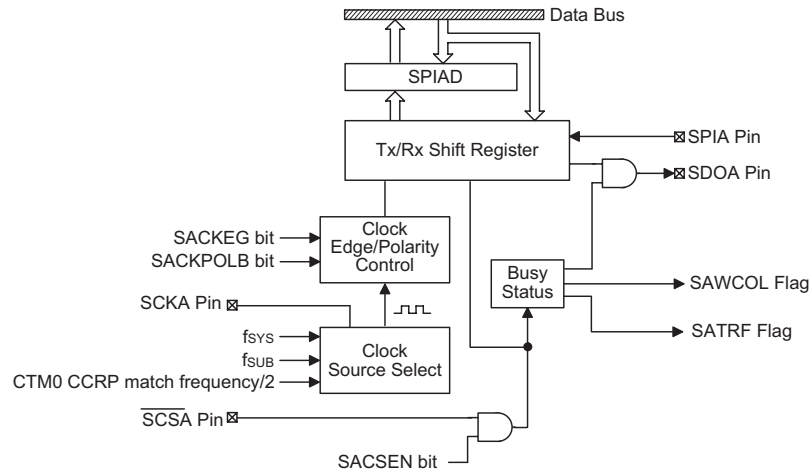 Data Bus
SPIAD
Tx/Rx Shift Register
SPIA Pin
SDOA Pin
SACKEG bit
SACKPOLB bit
Clock
Edge/Polarity
Control
Busy
Status
SAWCOL Flag
SATRF Flag
SCKA Pin
fSYS
fSUB
CTM0 CCRP match frequency/2
Clock
Source Select
SCSA Pin
SACSEN bit